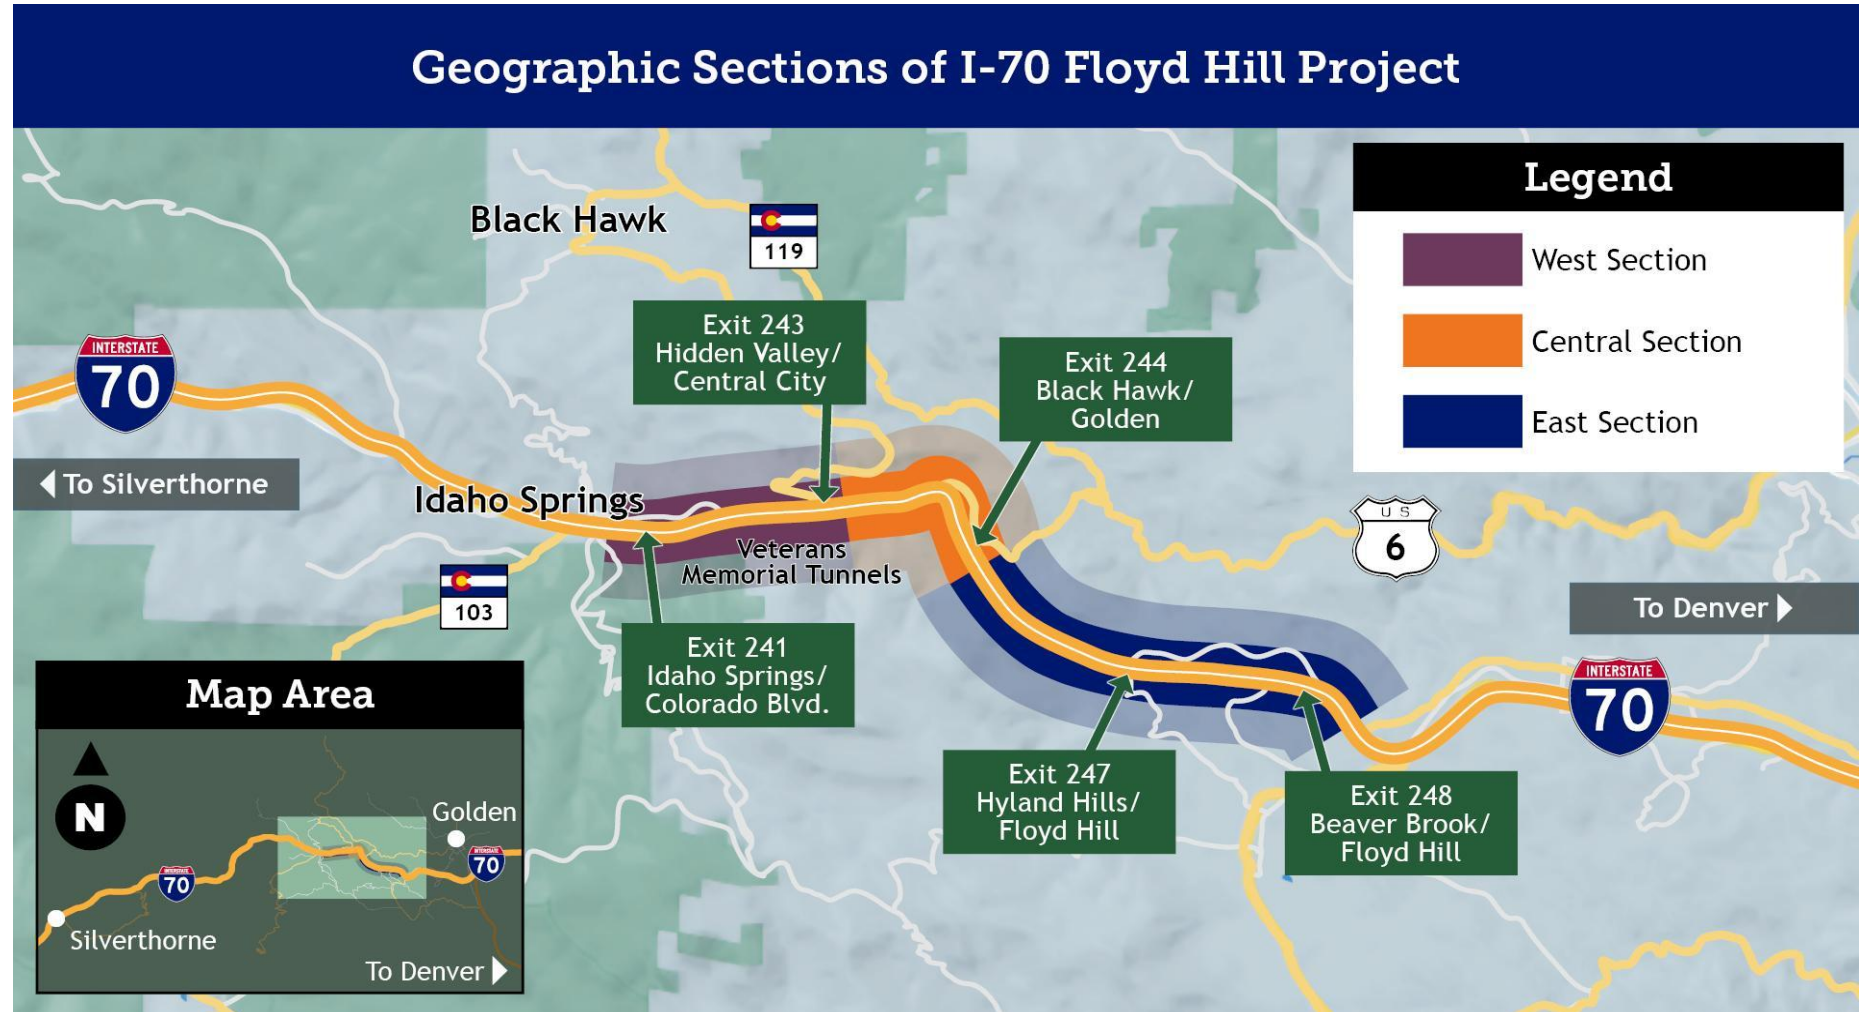 Geographic Sections of I-70 Floyd Hill Project
Legend
West Section
Central Section
East Section
Black Hawk
119
Exit 243
Hidden Valley/
Central City
Exit 244
Black Hawk/
Golden
INTERSTATE
70
To Silverthorne
Idaho Springs
Veterans
Memorial Tunnels
US
6
103
To Denver
Exit 241
Idaho Springs/
Colorado Blvd.
INTERSTATE
70
Exit 247
Hyland Hills/
Floyd Hill
Exit 248
Beaver Brook/
Floyd Hill
Map Area
N
Golden
INTERSTATE
70
INTERSTATE
70
Silverthorne
To Denver